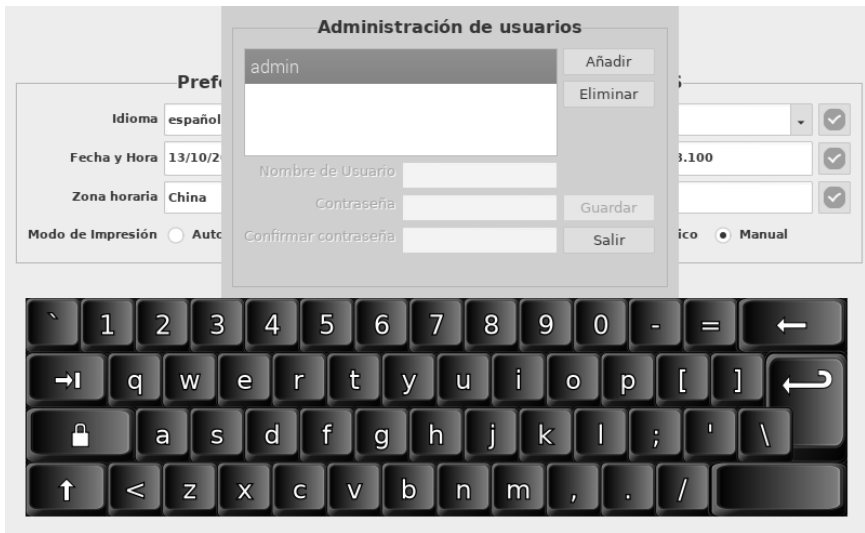 Administración de usuarios
admin
Añadir
Eliminar
Nombre de Usuario
Contraseña
Guardar
Confirmar contraseña
Salir
Idioma español
Fecha y Hora 13/10/2
3.100
Zona horaria China
Modo de Impresión
Manual
` 1 2 3 4 5 6 7 8 9 0 - =
q w e r t y u i o p [ ]
a s d f g h j k l ; ' \
< z x c v b n m , . /